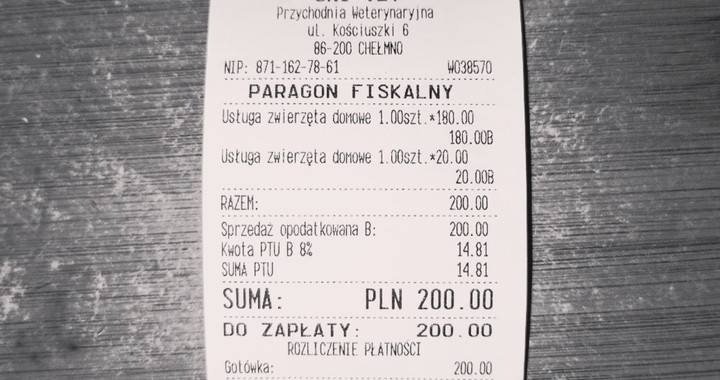 Przychodnia Weterynaryjna
ul. Kościuszki 6
86-200 CHEŁMNO
NIP: 871-162-78-61 W038570
PARAGON FISKALNY
Usługa zwierzęta domowe 1.00szt.*180.00
180.00B
Usługa zwierzęta domowe 1.00szt.*20.00
20.00B
RAZEM: 200.00
Sprzedaż opodatkowana B: 200.00
Kwota PTU B 8% 14.81
SUMA PTU 14.81
SUMA: PLN 200.00
DO ZAPŁATY: 200.00
ROZLICZENIE PŁATNOŚCI
Gotówka: 200.00